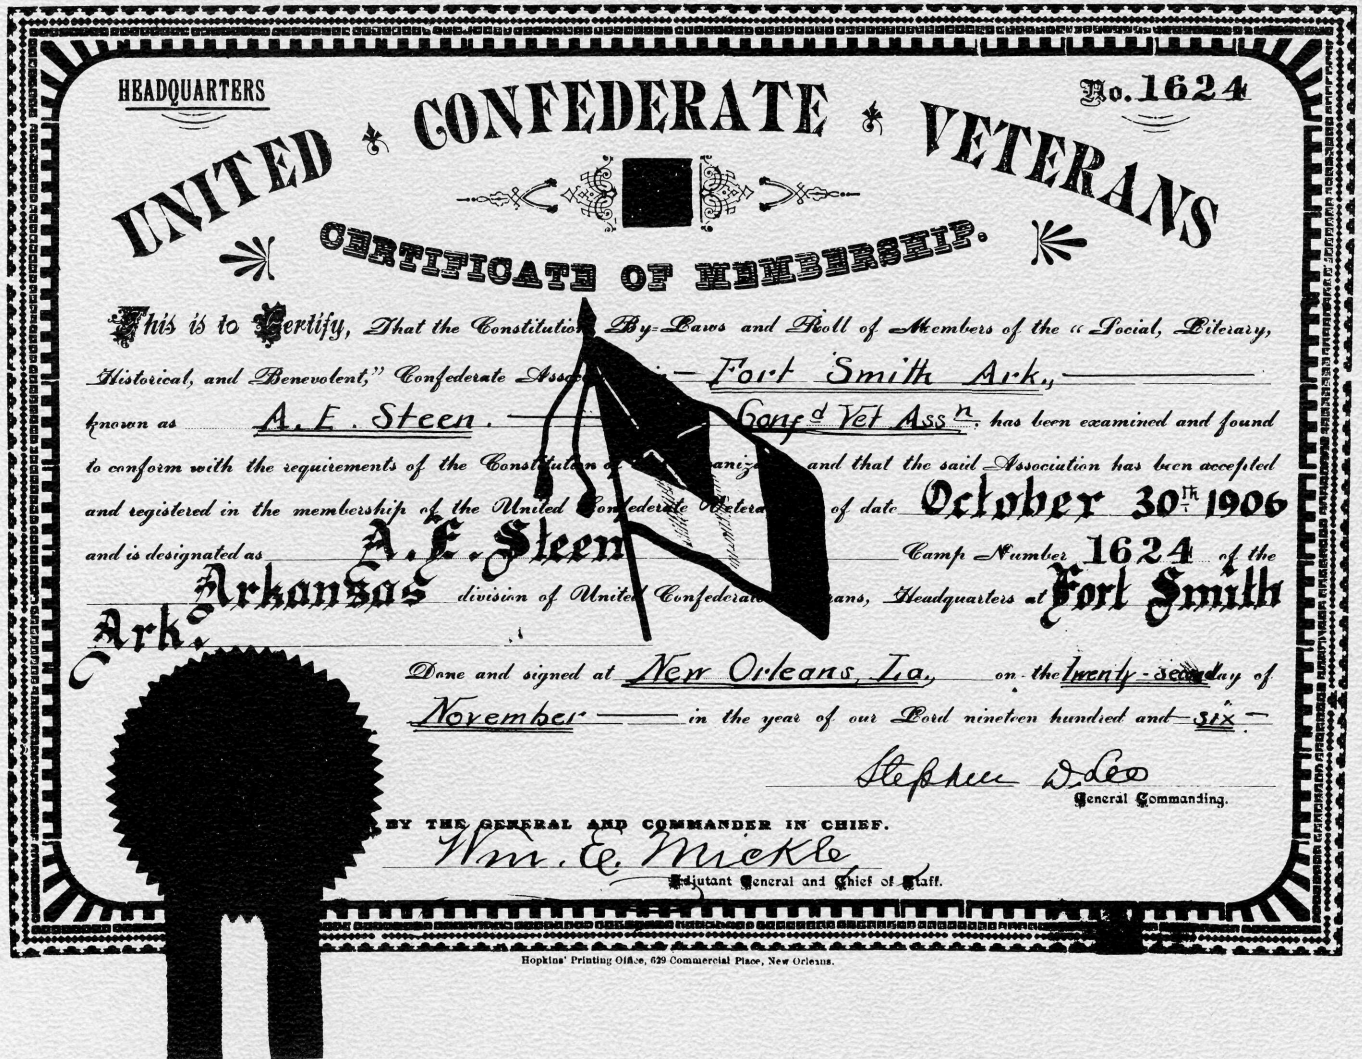 HEADQUARTERS
No. 1624
UNITED CONFEDERATE VETERANS
CERTIFICATE OF MEMBERSHIP.
This is to Certify, That the Constitution By=Laws and Roll of Members of the "Social, Literary,
Historical, and Benevolent," Confederate — Fort Smith Ark.,
known as A. E. Steen. — Confd Vet Assn. has been examined and found
to conform with the requirements of the Constitution and that the said Association has been accepted
and registered in the membership of the United Confederate of date October 30th 1906
and is designated as A. E. Steen Camp Number 1624 of the
Arkansas division of United Confederate Headquarters at Fort Smith
Ark.
Done and signed at New Orleans, La., on the twenty-second day of
November — in the year of our Lord nineteen hundred and — six —
Stephen D. Lee
General Commanding.
BY THE GENERAL AND COMMANDER IN CHIEF.
Wm. E. Mickle,
Adjutant General and Chief of Staff.
Hopkins' Printing Office, 629 Commercial Place, New Orleans.